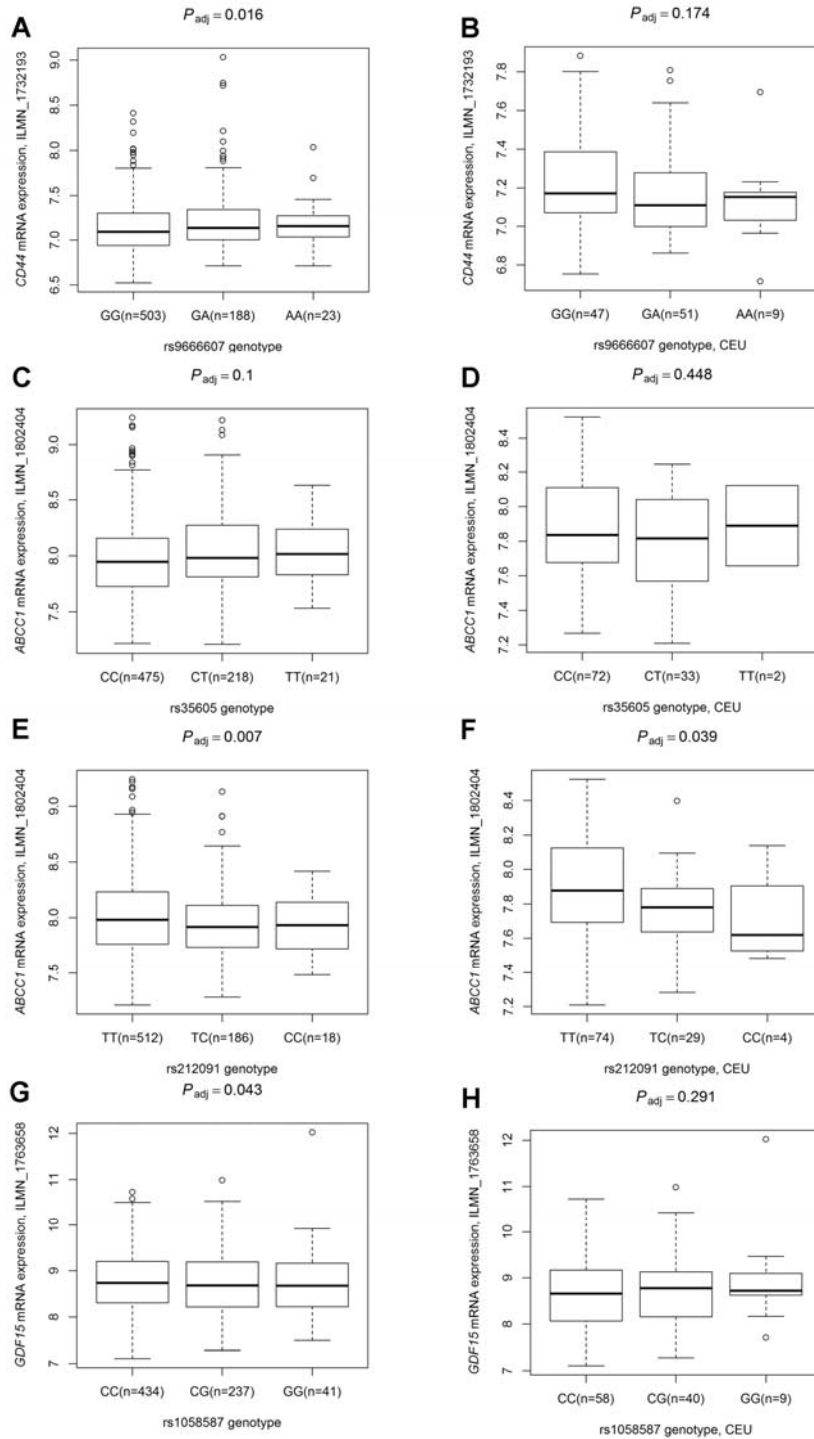 A
P_adj = 0.016
CD44 mRNA expression, ILMN_1732193
9.0
8.5
8.0
7.5
7.0
6.5
GG(n=503) GA(n=188) AA(n=23)
rs9666607 genotype
B
P_adj = 0.174
CD44 mRNA expression, ILMN_1732193
7.8
7.6
7.4
7.2
7.0
6.8
GG(n=47) GA(n=51) AA(n=9)
rs9666607 genotype, CEU
C
P_adj = 0.1
ABCC1 mRNA expression, ILMN_1802404
9.0
8.5
8.0
7.5
CC(n=475) CT(n=218) TT(n=21)
rs35605 genotype
D
P_adj = 0.448
ABCC1 mRNA expression, ILMN_1802404
8.4
8.2
8.0
7.8
7.6
7.4
7.2
CC(n=72) CT(n=33) TT(n=2)
rs35605 genotype, CEU
E
P_adj = 0.007
ABCC1 mRNA expression, ILMN_1802404
9.0
8.5
8.0
7.5
TT(n=512) TC(n=186) CC(n=18)
rs212091 genotype
F
P_adj = 0.039
ABCC1 mRNA expression, ILMN_1802404
8.4
8.2
8.0
7.8
7.6
7.4
7.2
TT(n=74) TC(n=29) CC(n=4)
rs212091 genotype, CEU
G
P_adj = 0.043
GDF15 mRNA expression, ILMN_1763658
12
11
10
9
8
7
CC(n=434) CG(n=237) GG(n=41)
rs1058587 genotype
H
P_adj = 0.291
GDF15 mRNA expression, ILMN_1763658
12
11
10
9
8
7
CC(n=58) CG(n=40) GG(n=9)
rs1058587 genotype, CEU